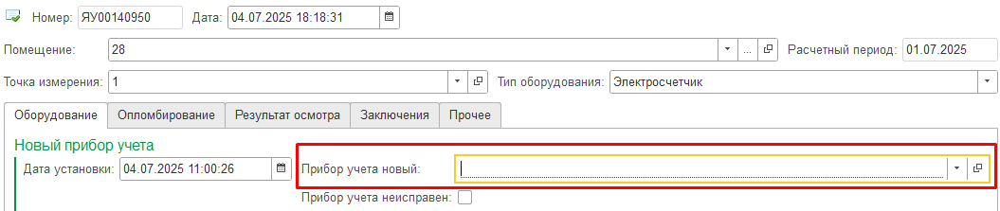 Номер: ЯУ00140950 Дата: 04.07.2025 18:18:31
Помещение: 28 ... Расчетный период: 01.07.2025
Точка измерения: 1 Тип оборудования: Электросчетчик
Оборудование Опломбирование Результат осмотра Заключения Прочее
Новый прибор учета
Дата установки: 04.07.2025 11:00:26 Прибор учета новый:
Прибор учета неисправен: